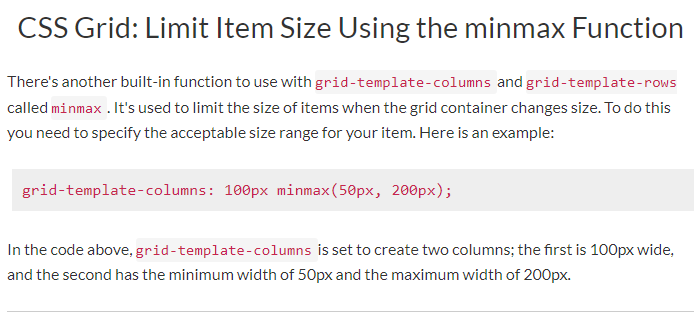 CSS Grid: Limit Item Size Using the minmax Function
There's another built-in function to use with grid-template-columns and grid-template-rows
called minmax . It's used to limit the size of items when the grid container changes size. To do this
you need to specify the acceptable size range for your item. Here is an example:
grid-template-columns: 100px minmax(50px, 200px);
In the code above, grid-template-columns is set to create two columns; the first is 100px wide,
and the second has the minimum width of 50px and the maximum width of 200px.